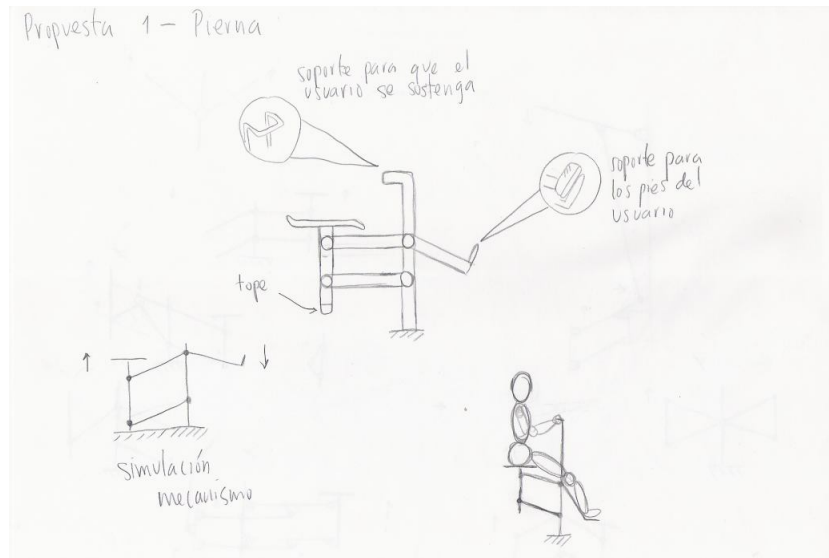 Propuesta 1 - Pierna
soporte para que el
usuario se sostenga
soporte para
los pies del
usuario
tope
simulación
mecanismo